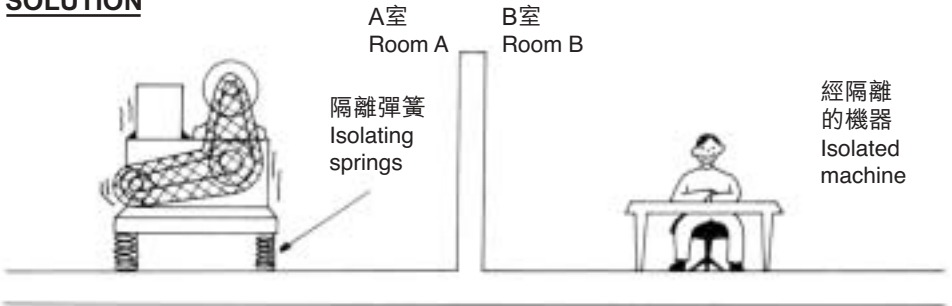 SOLUTION
A室
Room A
B室
Room B
隔離彈簧
Isolating
springs
經隔離
的機器
Isolated
machine